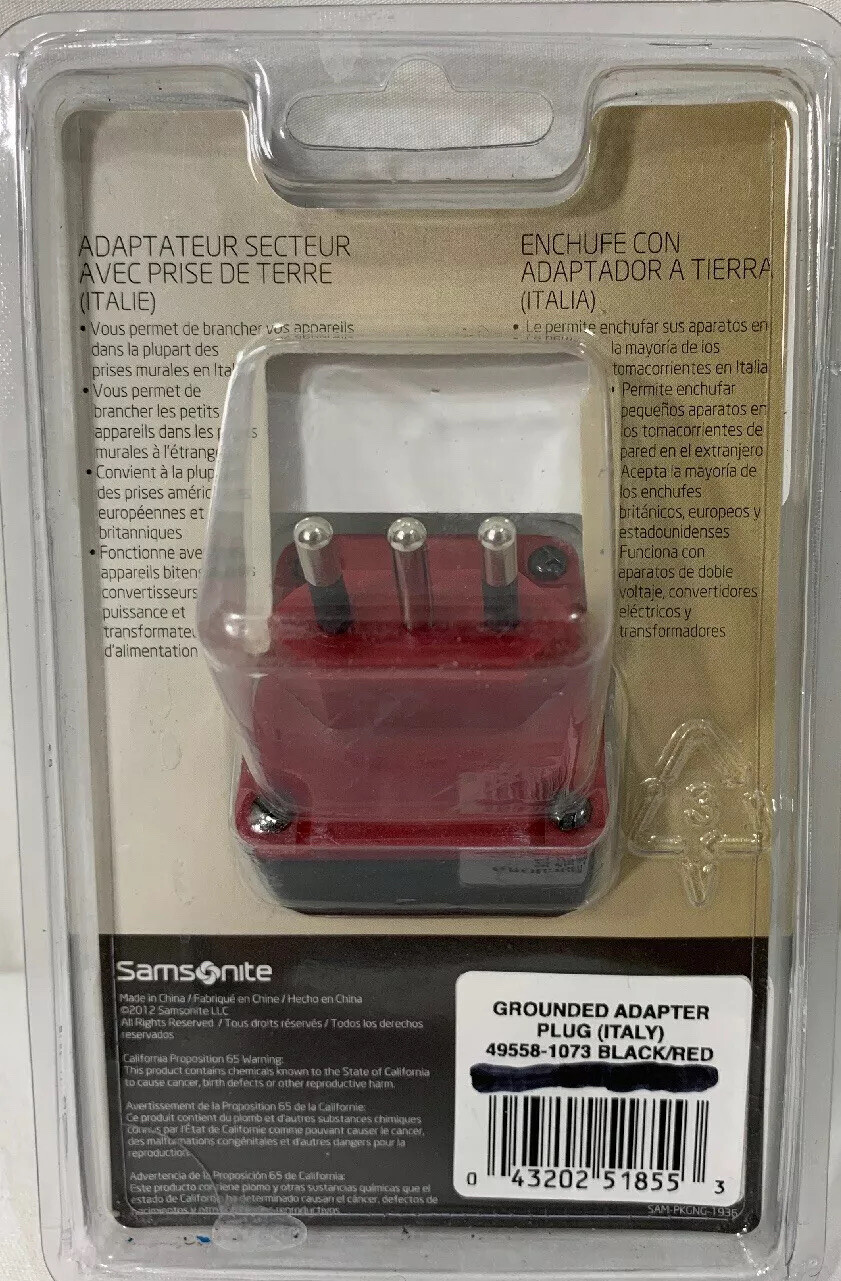 ADAPTATEUR SECTEUR
AVEC PRISE DE TERRE
(ITALIE)
• Vous permet de brancher vos appareils
dans la plupart des
prises murales en Ital
• Vous permet de
brancher les petits
appareils dans les p s
murales à l'étrang
• Convient à la plup
des prises améric
européennes et
britanniques
• Fonctionne ave
appareils biten s
convertisseurs
puissance et
transformateu
d'alimentation
ENCHUFE CON
ADAPTADOR A TIERRA
(ITALIA)
• Le permite enchufar sus aparatos en
la mayoría de los
tomacorrientes en Italia
• Permite enchufar
pequeños aparatos en
los tomacorrientes de
pared en el extranjero
Acepta la mayoría de
los enchufes
británicos, europeos y
estadounidenses
Funciona con
aparatos de doble
voltaje, convertidores
eléctricos y
transformadores
Samsonite
Made in China / Fabriqué en Chine / Hecho en China
©2012 Samsonite LLC
All Rights Reserved / Tous droits réservés / Todos los derechos
reservados
California Proposition 65 Warning:
This product contains chemicals known to the State of California
to cause cancer, birth defects or other reproductive harm.
Avertissement de la Proposition 65 de la Californie:
Ce produit contient du plomb et d'autres substances chimiques
connus par l'État de Californie comme pouvant causer le cancer,
des malformations congénitales et d'autres dangers pour la
reproduction.
Advertencia de la Proposición 65 de California:
Este producto contiene plomo y otras sustancias químicas que el
estado de California ha determinado causan el cáncer, defectos de
nacimientos y otros reproductivos
GROUNDED ADAPTER
PLUG (ITALY)
49558-1073 BLACK/RED
0 43202 51855 3
SAM-PKGNG-1936